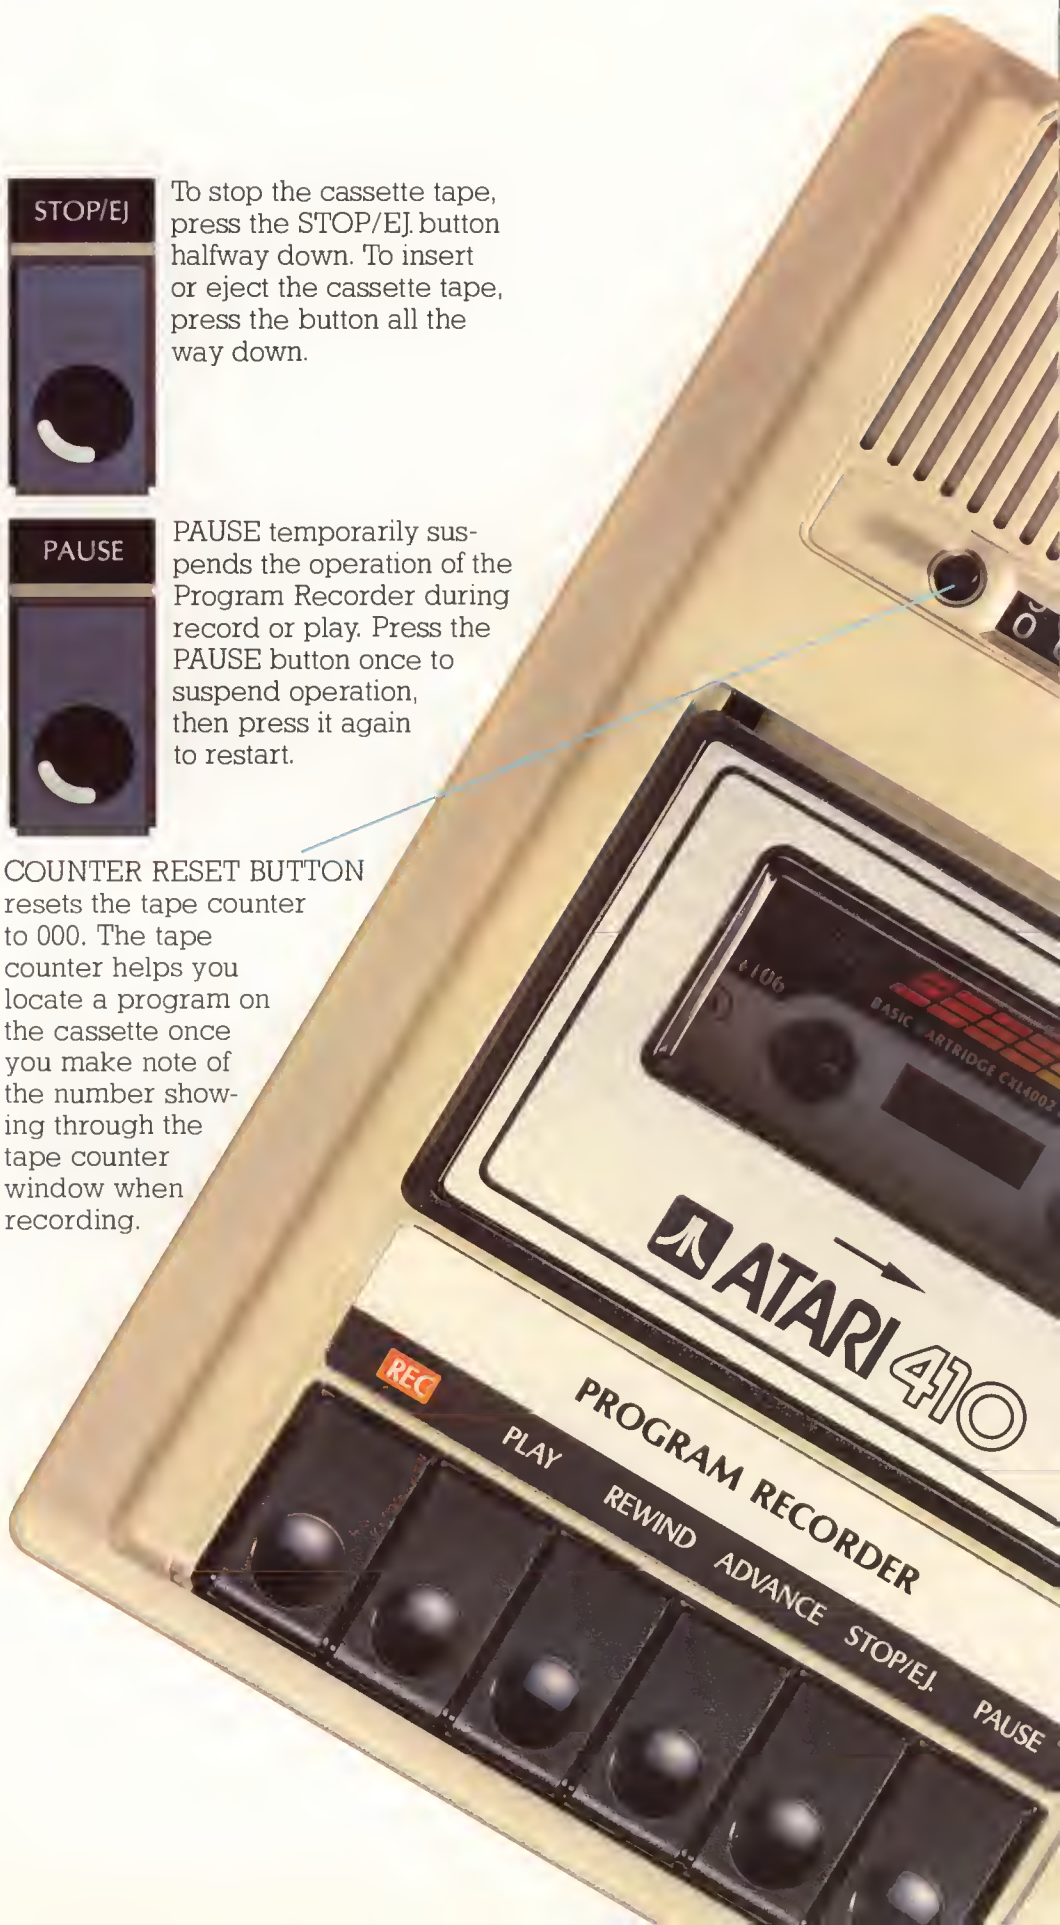 STOP/EJ
To stop the cassette tape,
press the STOP/EJ. button
halfway down. To insert
or eject the cassette tape,
press the button all the
way down.
PAUSE
PAUSE temporarily sus-
pends the operation of the
Program Recorder during
record or play. Press the
PAUSE button once to
suspend operation,
then press it again
to restart.
COUNTER RESET BUTTON
resets the tape counter
to 000. The tape
counter helps you
locate a program on
the cassette once
you make note of
the number show-
ing through the
tape counter
window when
recording.
0
BASIC ARTRIDGE CXL4002
ATARI 410
PROGRAM RECORDER
REC
PLAY
REWIND
ADVANCE
STOP/EJ.
PAUSE